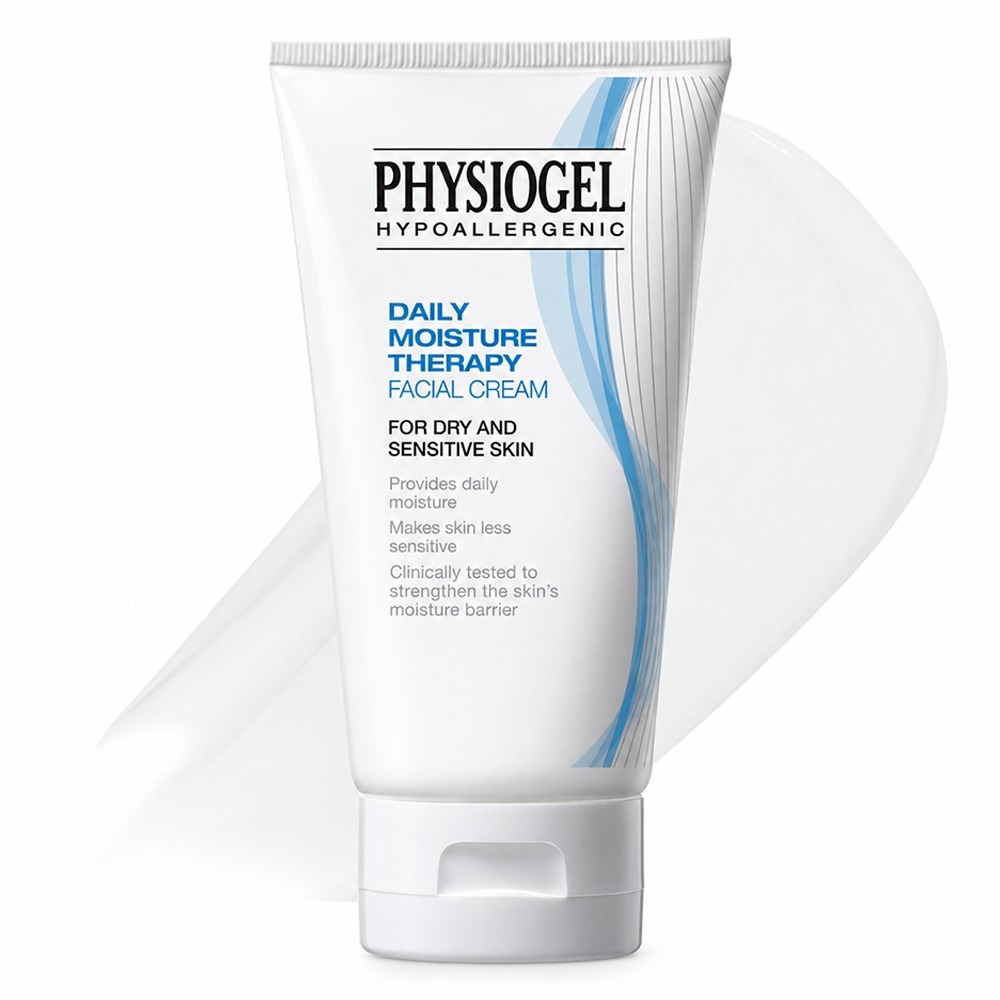 PHYSIOGEL
HYPOALLERGENIC
DAILY
MOISTURE
THERAPY
FACIAL CREAM
FOR DRY AND
SENSITIVE SKIN
Provides daily
moisture
Makes skin less
sensitive
Clinically tested to
strengthen the skin's
moisture barrier